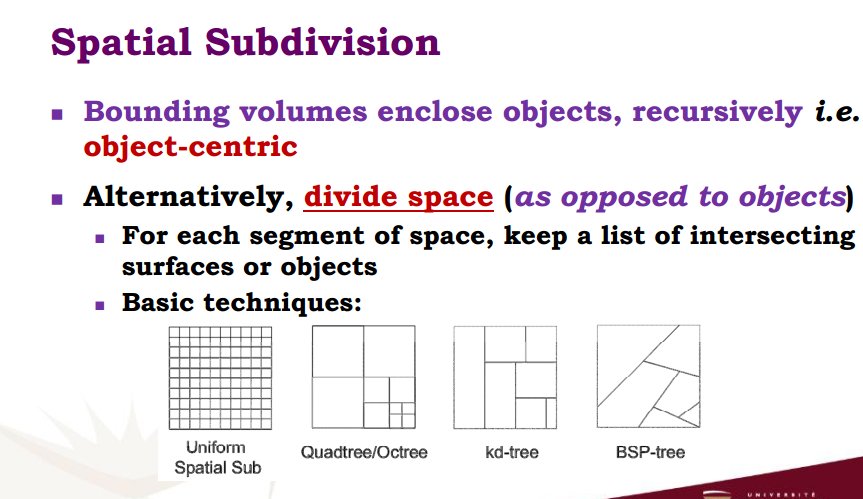 Spatial Subdivision
▪ Bounding volumes enclose objects, recursively i.e.
object-centric
▪ Alternatively, divide space (as opposed to objects)
▪ For each segment of space, keep a list of intersecting
surfaces or objects
▪ Basic techniques:
Uniform
Spatial Sub
Quadtree/Octree
kd-tree
BSP-tree
UNIVERSITÉ